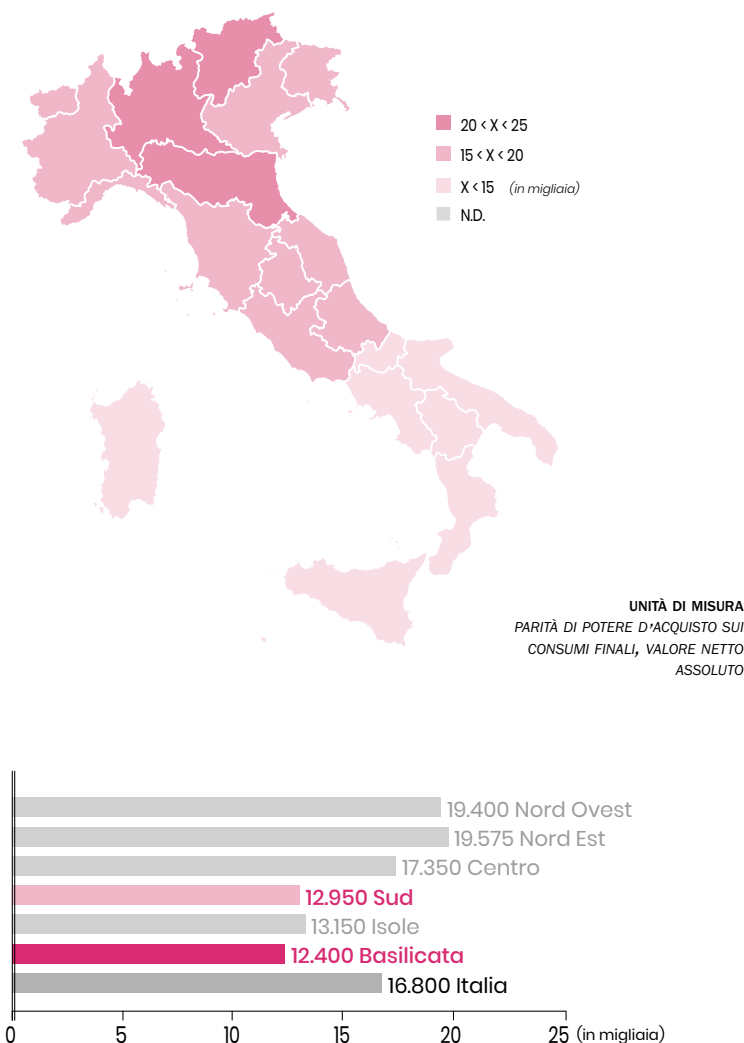 20 < X < 25
15 < X < 20
X < 15 (in migliaia)
N.D.
UNITÀ DI MISURA
PARITÀ DI POTERE D'ACQUISTO SUI
CONSUMI FINALI, VALORE NETTO
ASSOLUTO
19.400 Nord Ovest
19.575 Nord Est
17.350 Centro
12.950 Sud
13.150 Isole
12.400 Basilicata
16.800 Italia
0 5 10 15 20 25 (in migliaia)